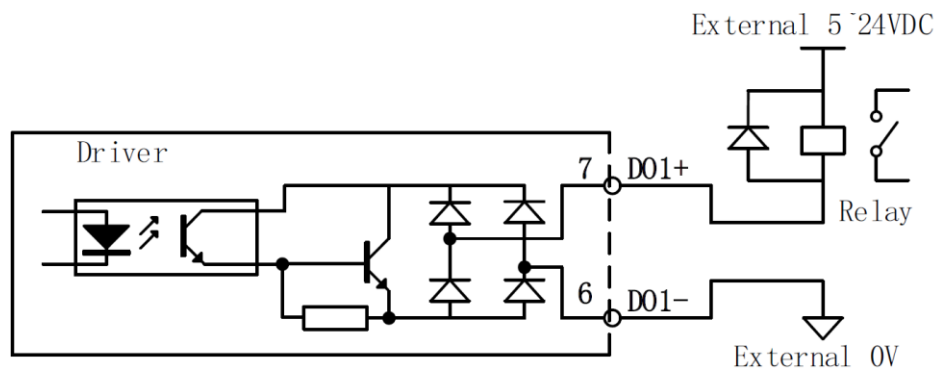 External 5~24VDC
Driver
7 DO1+
Relay
6 DO1-
External 0V